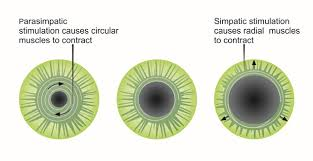 Parasimpatic
stimulation causes circular
muscles to contract
Simpatic stimulation
causes radial muscles
to contract